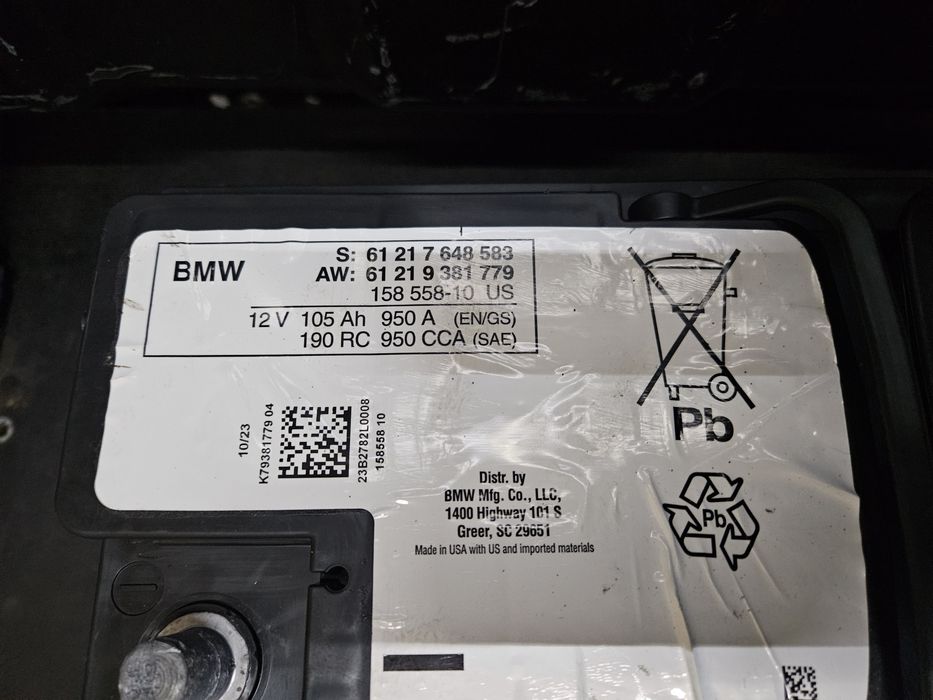 BMW
S: 61 21 7 648 583
AW: 61 21 9 381 779
158 558-10 US
12 V 105 Ah 950 A (EN/GS)
190 RC 950 CCA (SAE)
10/23
K79381779 04
23B2782L0008
158558 10
Pb
Distr. by
BMW Mfg. Co., LLC,
1400 Highway 101 S
Greer, SC 29651
Made in USA with US and imported materials
Pb